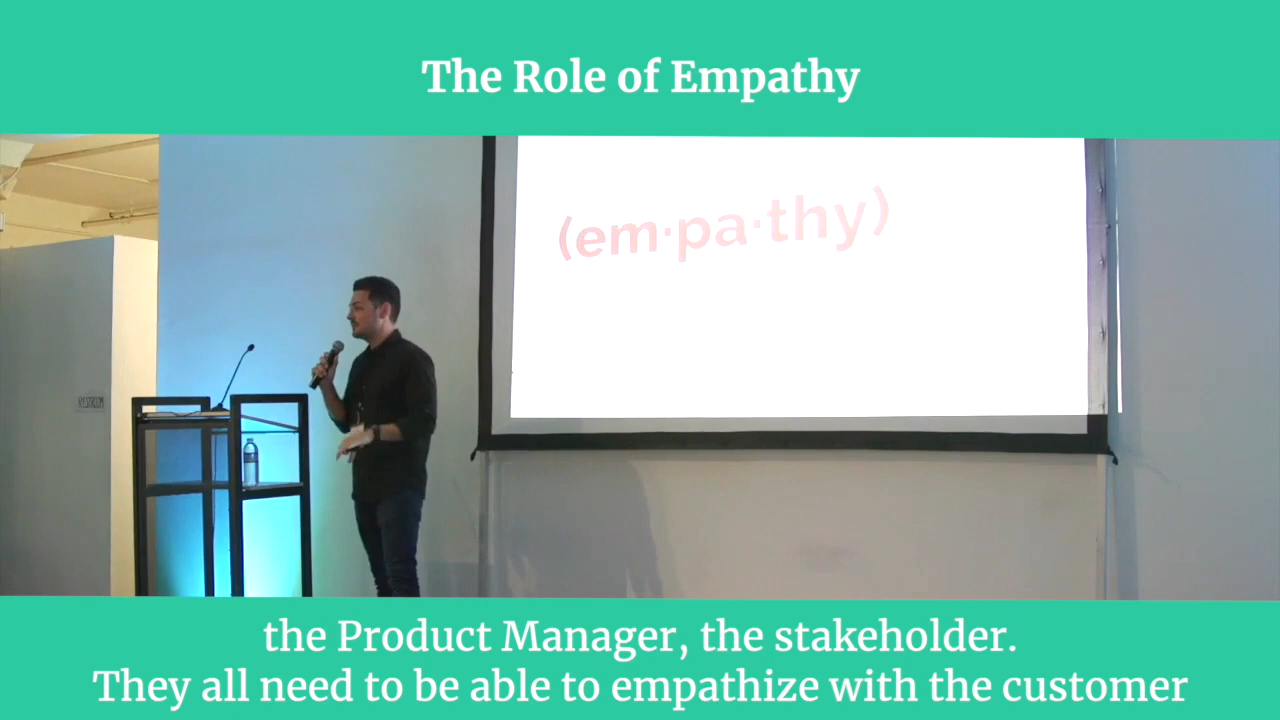 The Role of Empathy
(em·pa·thy)
RESTROOM
the Product Manager, the stakeholder.
They all need to be able to empathize with the customer